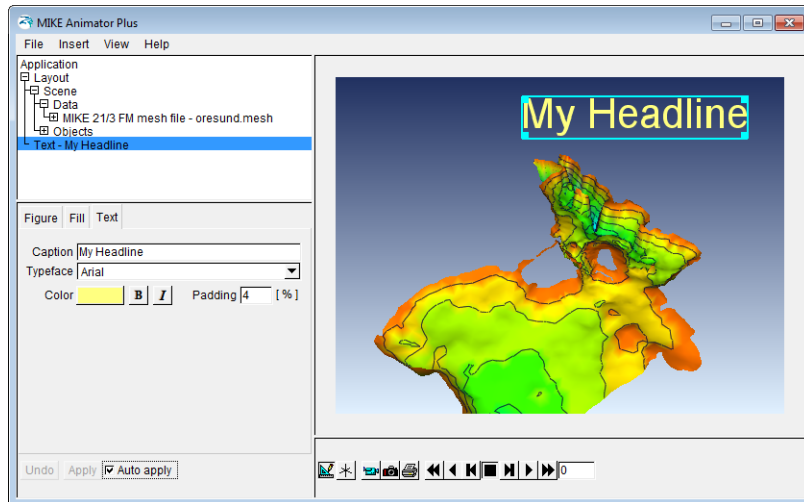 MIKE Animator Plus
File Insert View Help
Application
Layout
Scene
Data
MIKE 21/3 FM mesh file - oresund.mesh
Objects
Text - My Headline
Figure Fill Text
Caption My Headline
Typeface Arial
Color B I Padding 4 [ % ]
Undo Apply Auto apply
My Headline
0